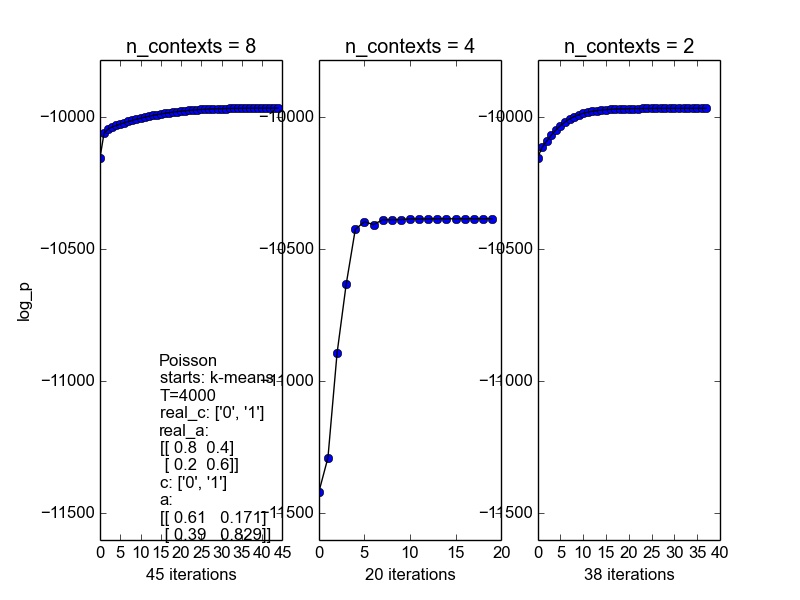 n_contexts = 8
n_contexts = 4
n_contexts = 2
log_p
−10000
−10500
−11000
−11500
−10000
−10500
−11000
−11500
−10000
−10500
−11000
−11500
Poisson
starts: k-means
T=4000
real_c: ['0', '1']
real_a:
[[ 0.8 0.4]
[ 0.2 0.6]]
c: ['0', '1']
a:
[[ 0.61 0.171]
[ 0.39 0.829]]
0 5 10 15 20 25 30 35 40 45
0 5 10 15 20
0 5 10 15 20 25 30 35 40
45 iterations
20 iterations
38 iterations